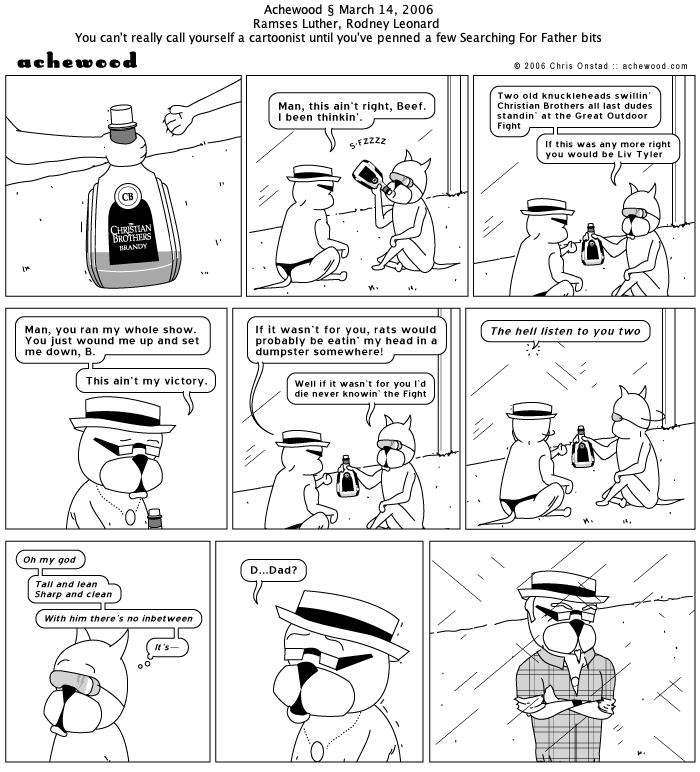 Achewood § March 14, 2006
Ramses Luther, Rodney Leonard
You can't really call yourself a cartoonist until you've penned a few Searching For Father bits
achewood
© 2006 Chris Onstad :: achewood.com
CB
THE
CHRISTIAN
BROTHERS
BRANDY
Man, this ain't right, Beef.
I been thinkin'.
S-FZZZZ
Two old knuckleheads swillin'
Christian Brothers all last dudes
standin' at the Great Outdoor
Fight
If this was any more right
you would be Liv Tyler
Man, you ran my whole show.
You just wound me up and set
me down, B.
This ain't my victory.
If it wasn't for you, rats would
probably be eatin' my head in a
dumpster somewhere!
Well if it wasn't for you I'd
die never knowin' the Fight
The hell listen to you two
Oh my god
Tall and lean
Sharp and clean
With him there's no inbetween
It's—
D...Dad?